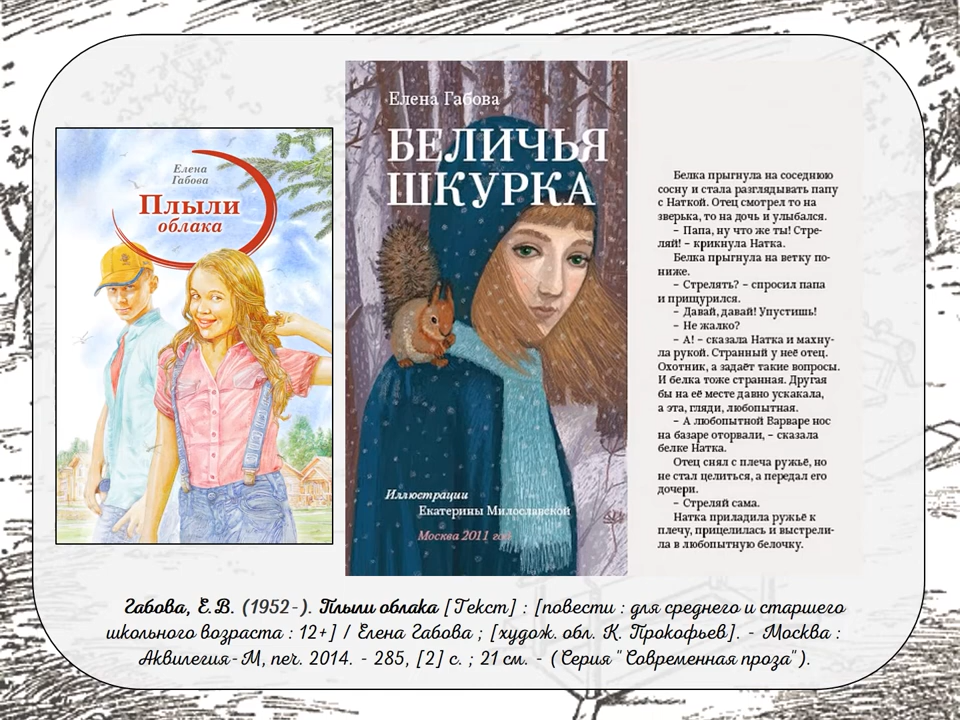 Елена
Габова
Плыли
облака
Елена Габова
БЕЛИЧЬЯ
ШКУРКА
Иллюстрации
Екатерины Милославской
Москва 2011 год
Белка прыгнула на соседнюю
сосну и стала разглядывать папу
с Наткой. Отец смотрел то на
зверька, то на дочь и улыбался.
– Папа, ну что же ты! Стре-
ляй! – крикнула Натка.
Белка прыгнула на ветку по-
ниже.
– Стрелять? – спросил папа
и прищурился.
– Давай, давай! Упустишь!
– Не жалко?
– А! – сказала Натка и махну-
ла рукой. Странный у неё отец.
Охотник, а задаёт такие вопросы.
И белка тоже странная. Другая
бы на её месте давно ускакала,
а эта, гляди, любопытная.
– А любопытной Варваре нос
на базаре оторвали, – сказала
белке Натка.
Отец снял с плеча ружьё, но
не стал целиться, а передал его
дочери.
– Стреляй сама.
Натка приладила ружьё к
плечу, прицелилась и выстрели-
ла в любопытную белочку.
Габова, Е.В. (1952-). Плыли облака [Текст] : [повести : для среднего и старшего
школьного возраста : 12+] / Елена Габова ; [худож. обл. К. Прокофьев]. - Москва :
Аквилегия-М, печ. 2014. - 285, [2] с. ; 21 см. - (Серия "Современная проза").